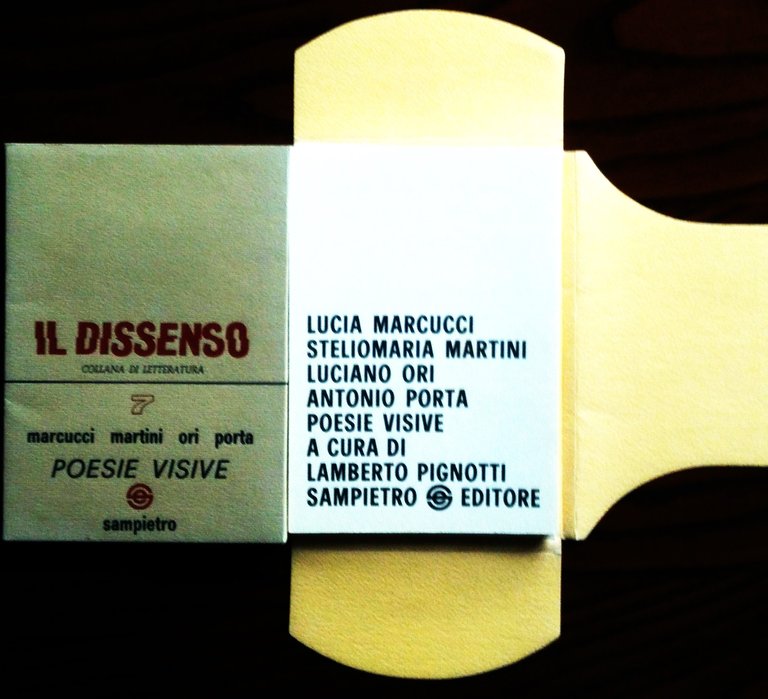 IL DISSENSO
COLLANA DI LETTERATURA
7
marcucci martini ori porta
POESIE VISIVE
sampietro
LUCIA MARCUCCI
STELIOMARIA MARTINI
LUCIANO ORI
ANTONIO PORTA
POESIE VISIVE
A CURA DI
LAMBERTO PIGNOTTI
SAMPIETRO EDITORE